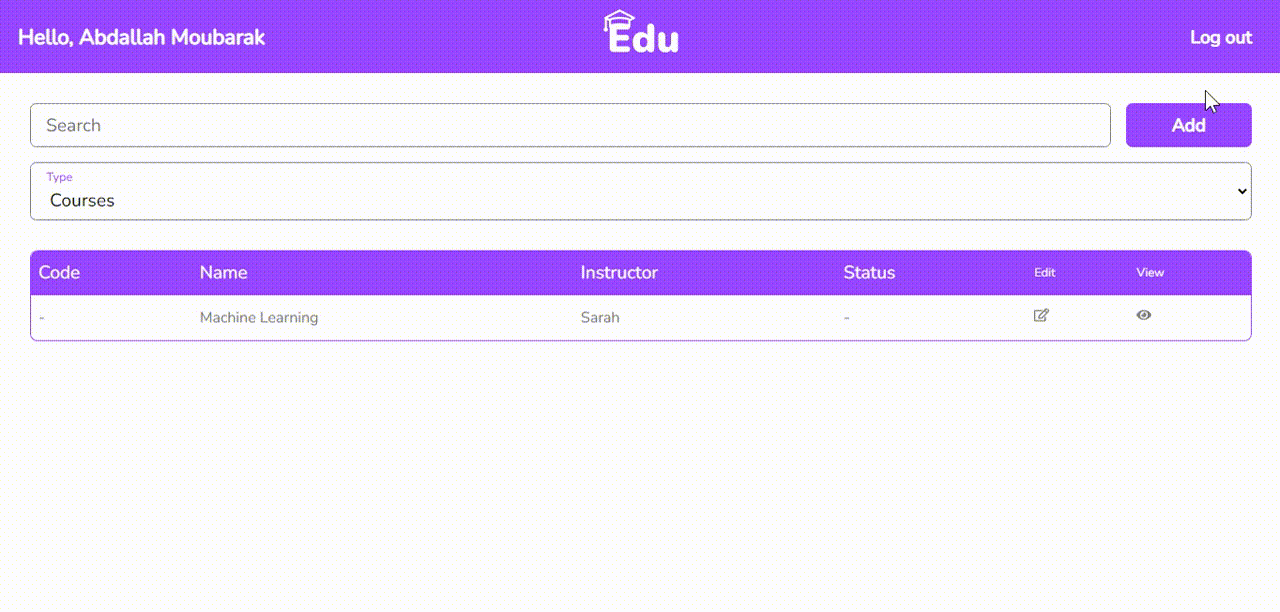 Hello, Abdallah Moubarak
Edu
Log out
Search
Add
Type
Courses
Code Name Instructor Status Edit View
- Machine Learning Sarah -